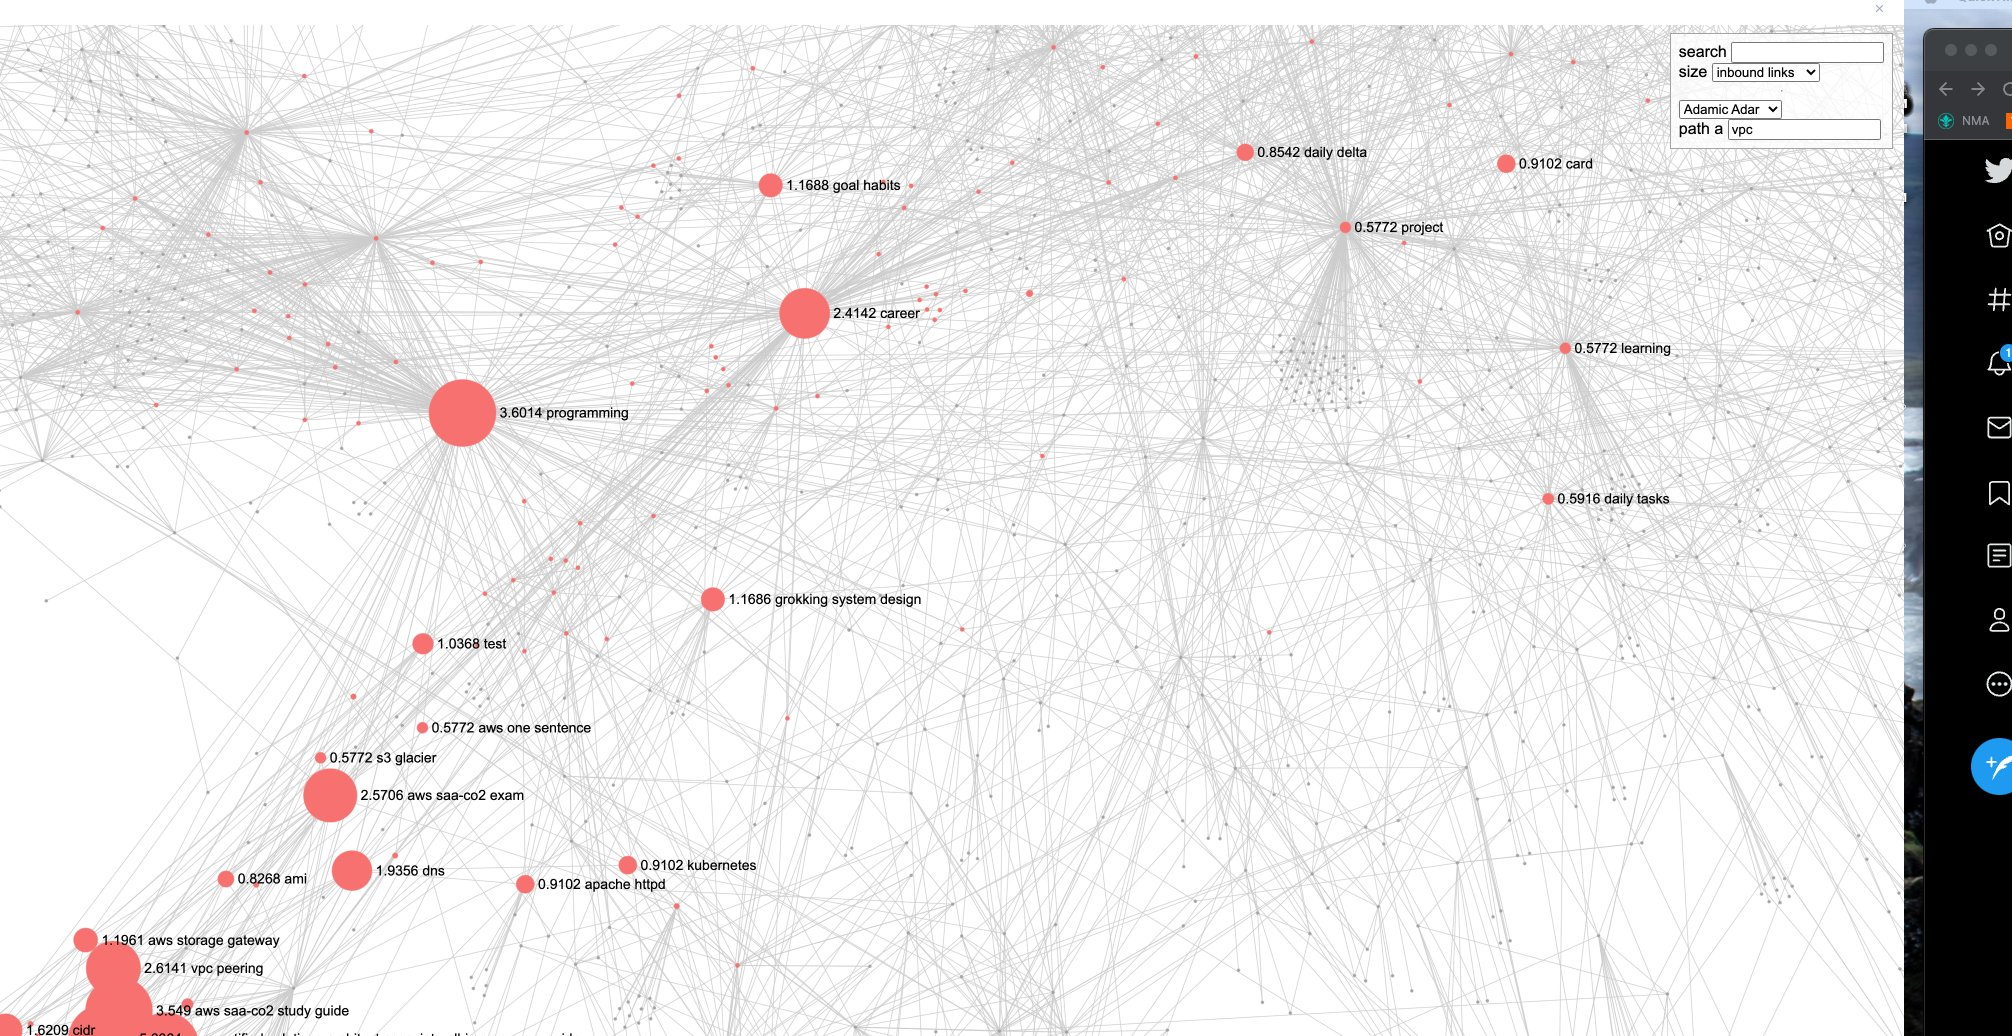 search
size inbound links
Adamic Adar
path a vpc
NMA
0.8542 daily delta
0.9102 card
1.1688 goal habits
0.5772 project
2.4142 career
0.5772 learning
3.6014 programming
0.5916 daily tasks
1.1686 grokking system design
1.0368 test
0.5772 aws one sentence
0.5772 s3 glacier
2.5706 aws saa-co2 exam
0.9102 kubernetes
1.9356 dns
0.8268 ami
0.9102 apache httpd
1.1961 aws storage gateway
2.6141 vpc peering
3.549 aws saa-co2 study guide
1.6209 cidr